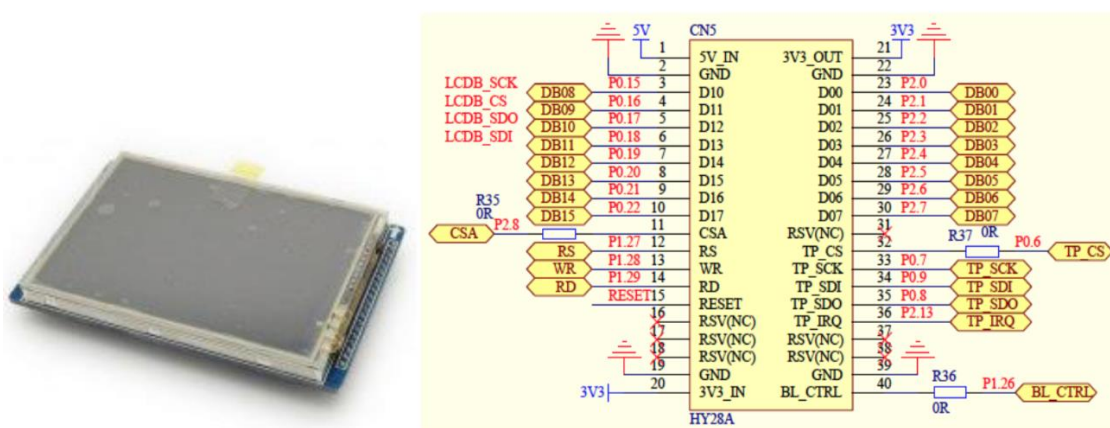 CN5
5V 1 5V_IN 3V3_OUT 21 3V3
2 GND GND 22
LCDB_SCK DB08 P0.15 3 D10 D00 23 P2.0 DB00
LCDB_CS DB09 P0.16 4 D11 D01 24 P2.1 DB01
LCDB_SDO DB10 P0.17 5 D12 D02 25 P2.2 DB02
LCDB_SDI DB11 P0.18 6 D13 D03 26 P2.3 DB03
DB12 P0.19 7 D14 D04 27 P2.4 DB04
DB13 P0.20 8 D15 D05 28 P2.5 DB05
DB14 P0.21 9 D16 D06 29 P2.6 DB06
DB15 P0.22 10 D17 D07 30 P2.7 DB07
R35
0R
CSA P2.8 11 CSA RSV(NC) 31
RS P1.27 12 RS TP_CS 32 R37 0R P0.6 TP_CS
WR P1.28 13 WR TP_SCK 33 P0.7 TP_SCK
RD P1.29 14 RD TP_SDI 34 P0.9 TP_SDI
RESET 15 RESET TP_SDO 35 P0.8 TP_SDO
16 RSV(NC) TP_IRQ 36 P2.13 TP_IRQ
17 RSV(NC) RSV(NC) 37
18 RSV(NC) RSV(NC) 38
19 GND GND 39
3V3 20 3V3_IN BL_CTRL 40 R36 0R P1.26 BL_CTRL
HY28A